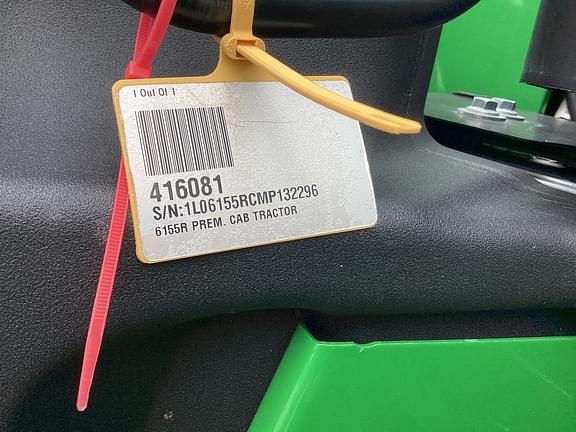 1 Out Of 1
416081
S/N:1L06155RCMP132296
6155R PREM. CAB TRACTOR